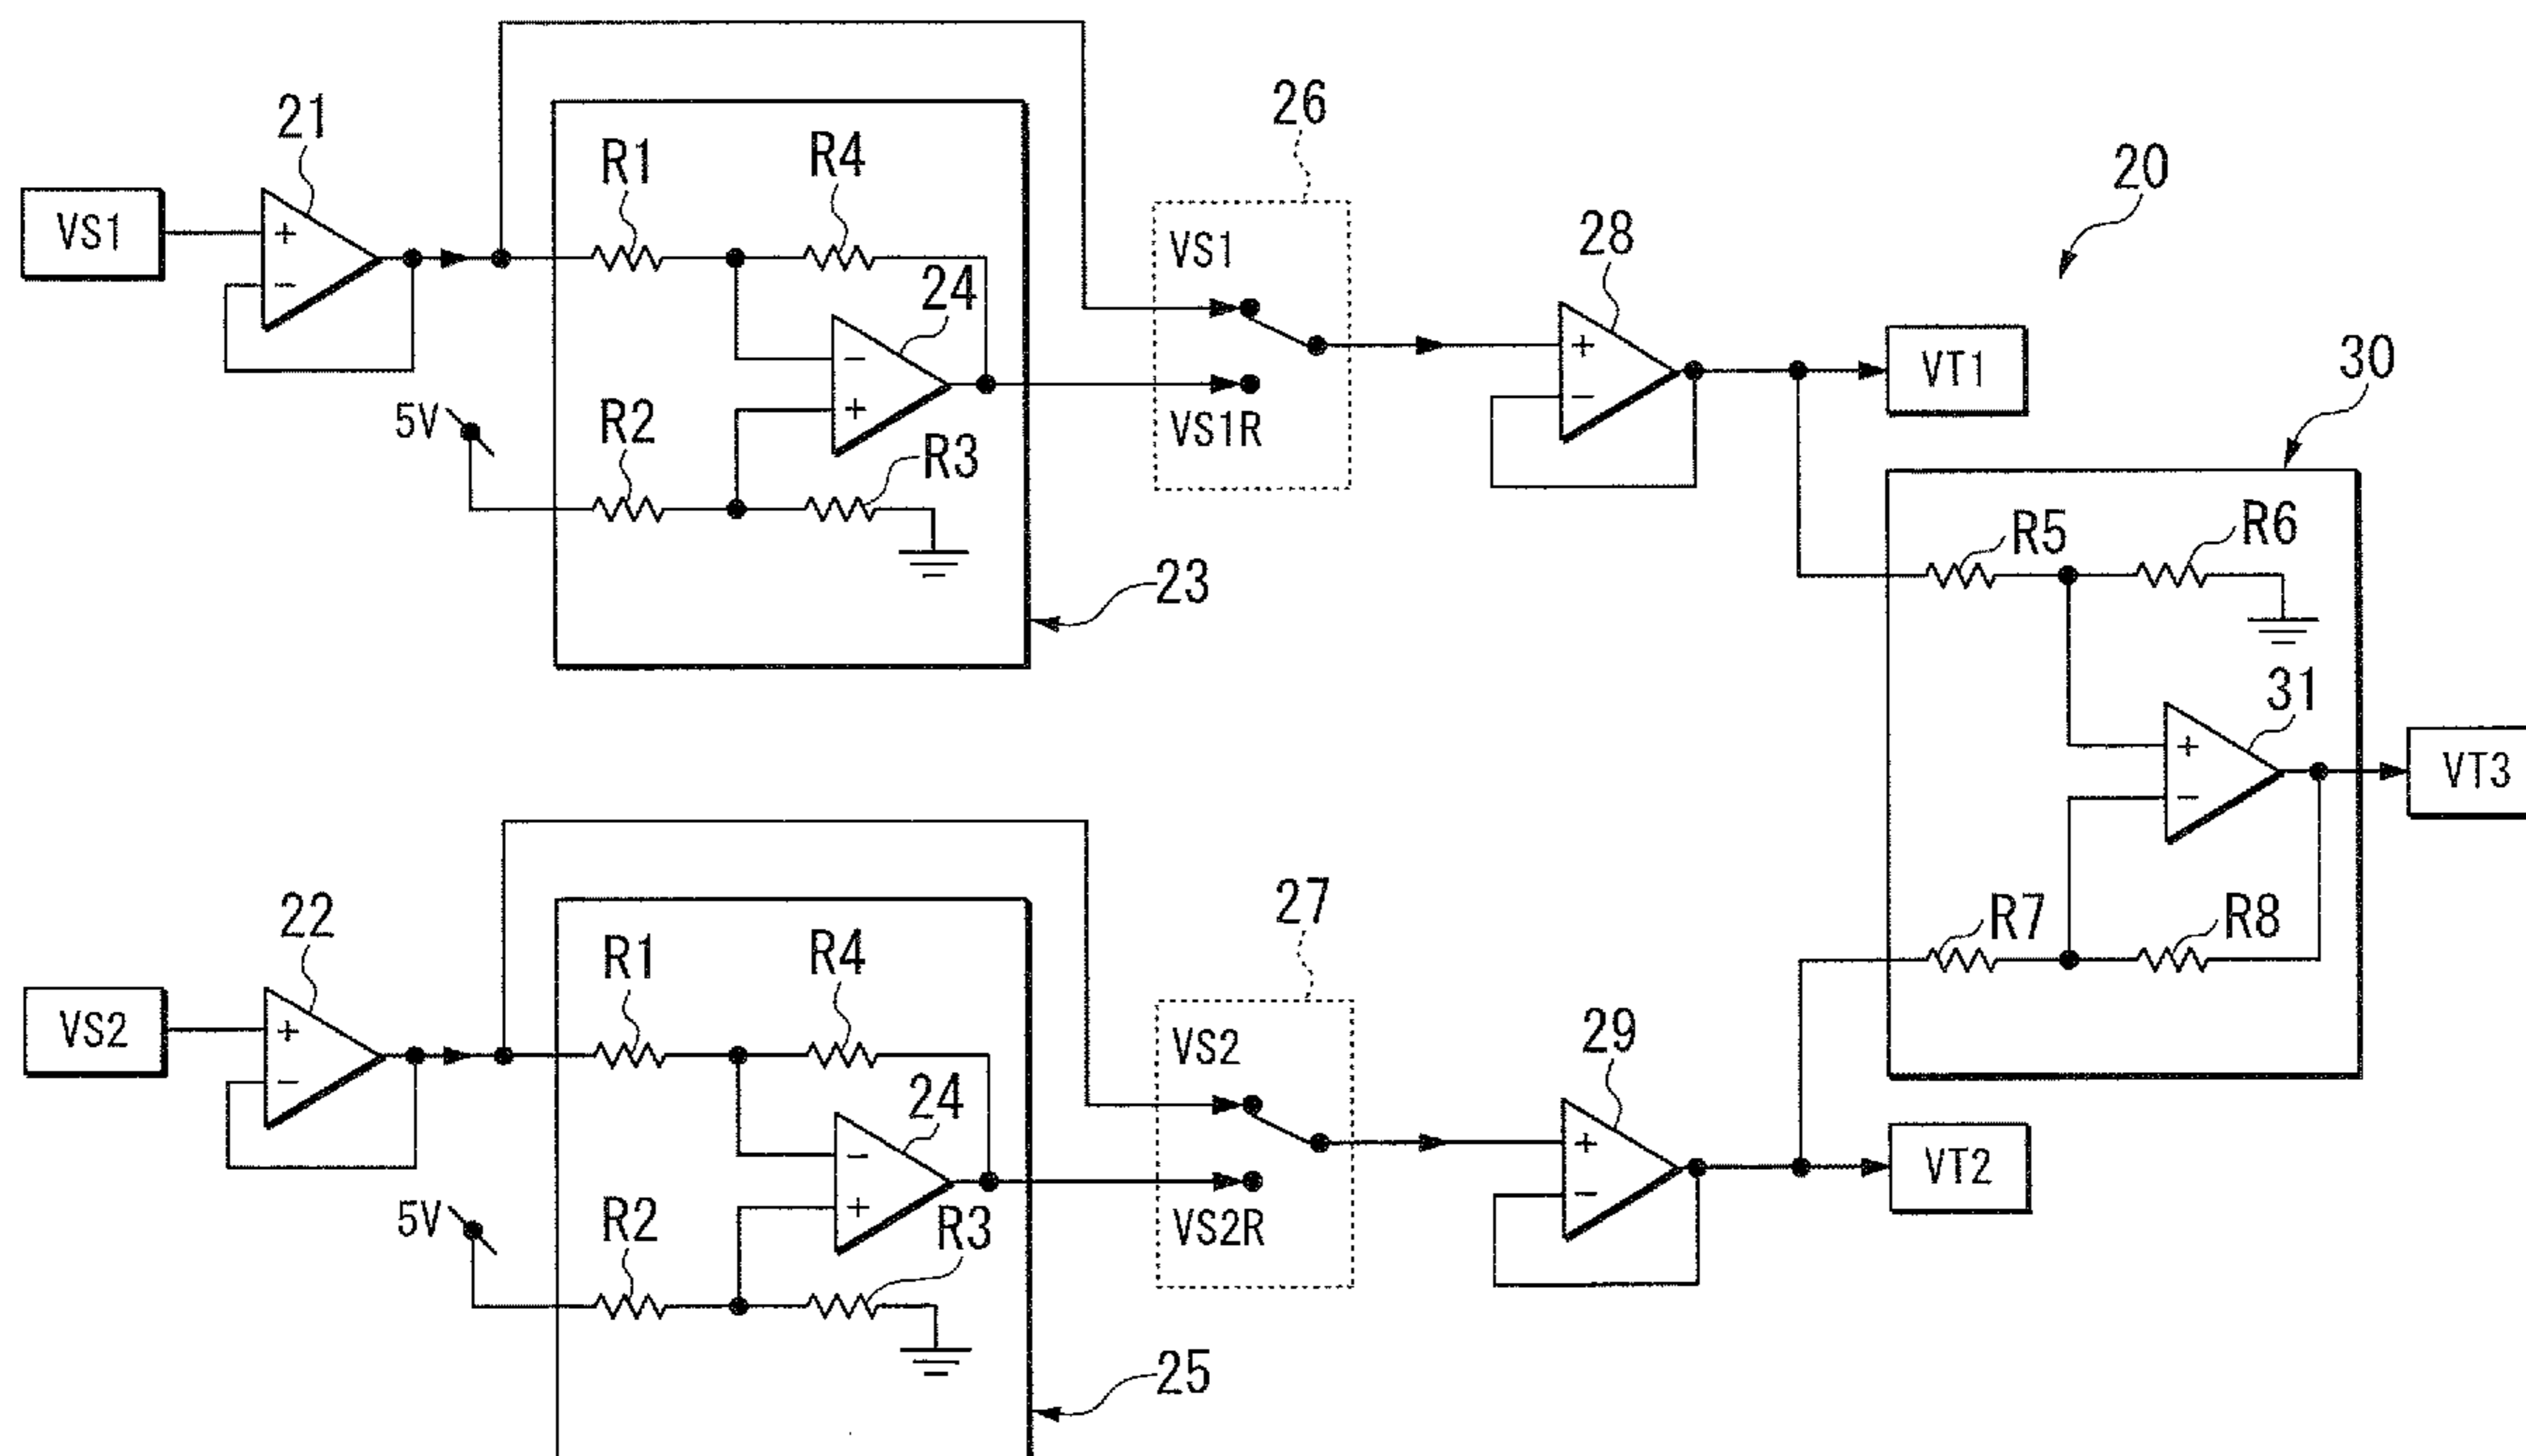 21
VS1
+
−
R1
R4
24
−
+
5V
R2
R3
23
26
VS1
VS1R
28
+
−
20
VT1
30
R5
R6
31
+
−
VT3
R7
R8
22
VS2
+
−
R1
R4
24
−
+
5V
R2
R3
25
27
VS2
VS2R
29
+
−
VT2